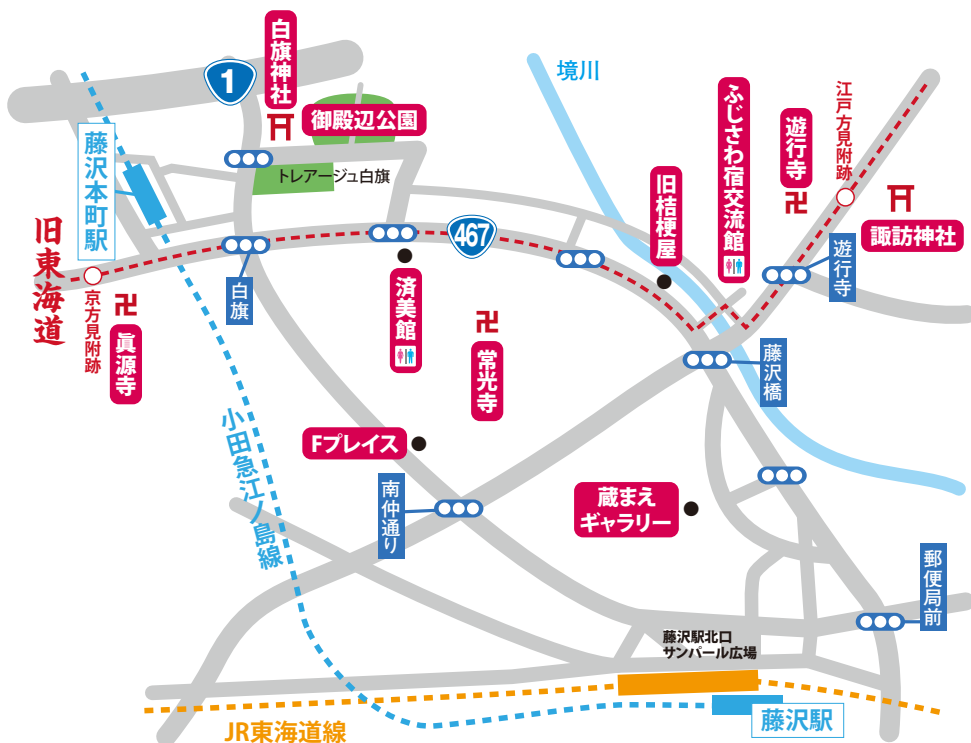 白旗神社
1
御殿辺公園
トレアージュ白旗
境川
ふじさわ宿交流館
遊行寺
江戸方見附跡
諏訪神社
遊行寺
旧桔梗屋
藤沢本町駅
467
旧東海道
京方見附跡
眞源寺
白旗
済美館
常光寺
藤沢橋
Fプレイス
小田急江ノ島線
南仲通り
蔵まえ
ギャラリー
郵便局前
藤沢駅北口
サンパール広場
藤沢駅
JR東海道線